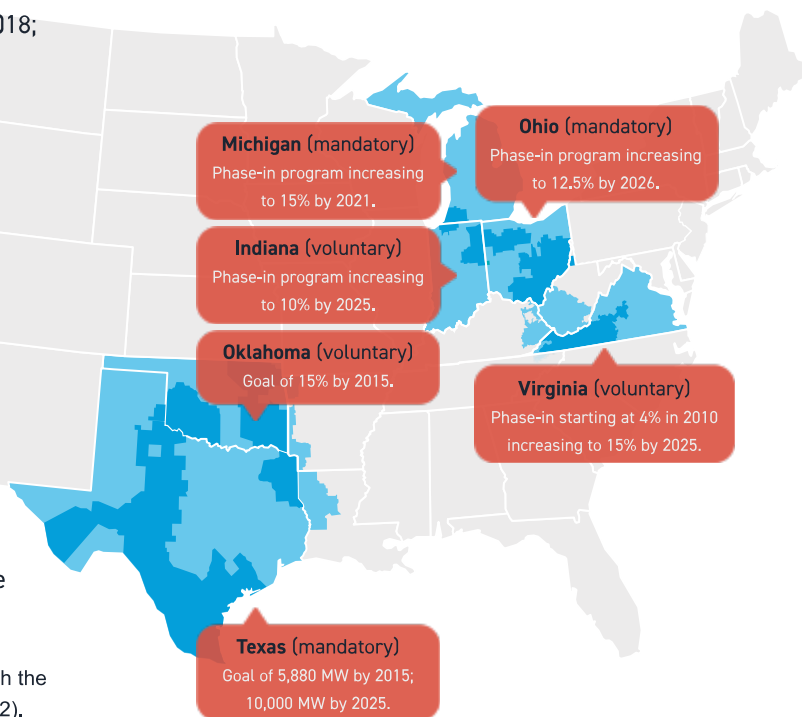 018;
Michigan (mandatory)
Phase-in program increasing
to 15% by 2021.
Ohio (mandatory)
Phase-in program increasing
to 12.5% by 2026.
Indiana (voluntary)
Phase-in program increasing
to 10% by 2025.
Oklahoma (voluntary)
Goal of 15% by 2015.
Virginia (voluntary)
Phase-in starting at 4% in 2010
increasing to 15% by 2025.
e
Texas (mandatory)
Goal of 5,880 MW by 2015;
10,000 MW by 2025.
h the
2).